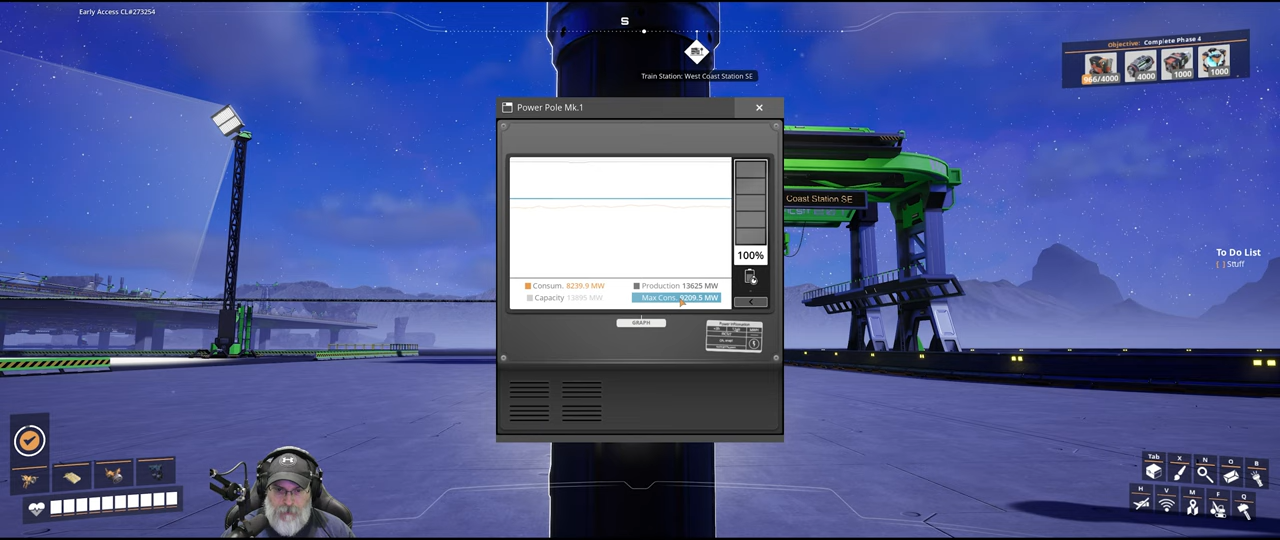 Early Access CL#273254
S
Train Station: West Coast Station SE
Objective: Complete Phase 4
966/4000
4000
1000
1000
Power Pole Mk.1
100%
Consum. 8239.9 MW
Production 13625 MW
Capacity 13895 MW
Max Cons. 9209.5 MW
GRAPH
Power Information
Coast Station SE
To Do List
[ ] Stuff
Tab X N O B
H V M F Q